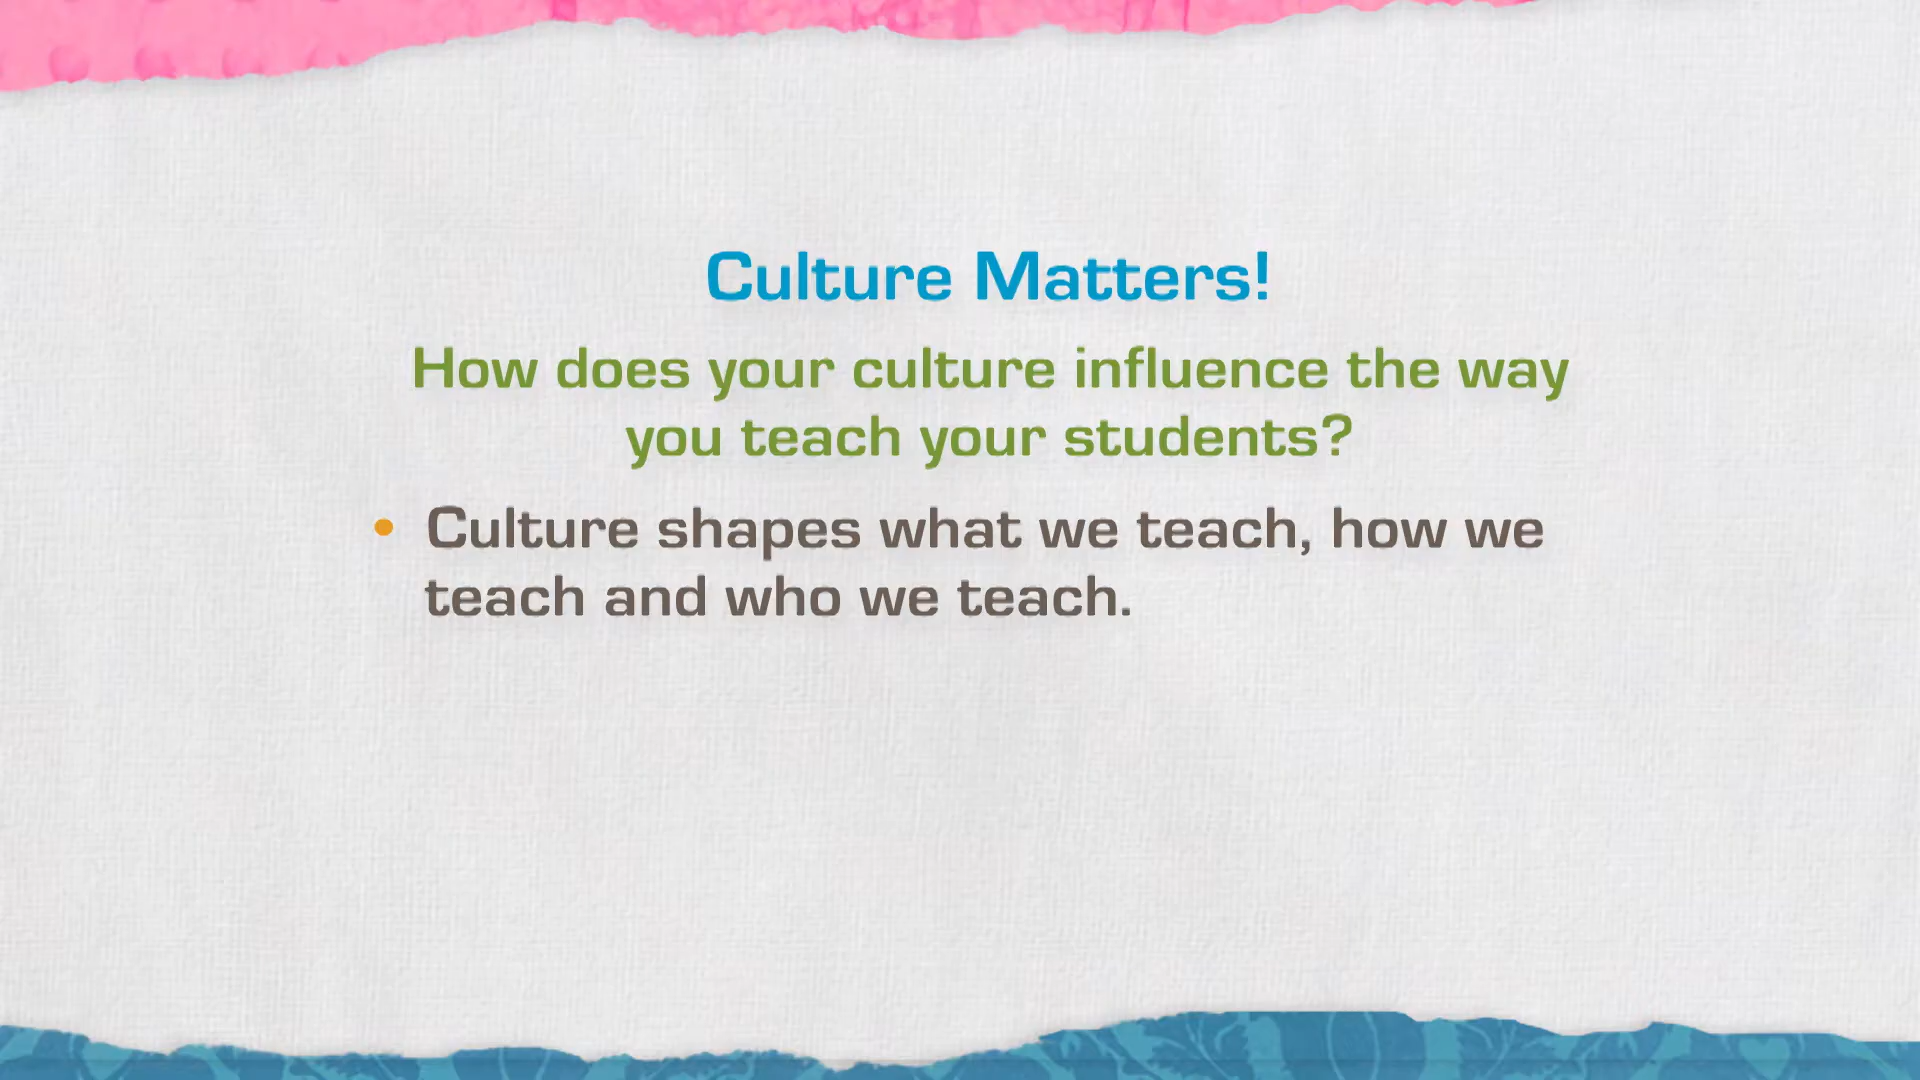 Culture Matters!
How does your culture influence the way
you teach your students?
• Culture shapes what we teach, how we
teach and who we teach.